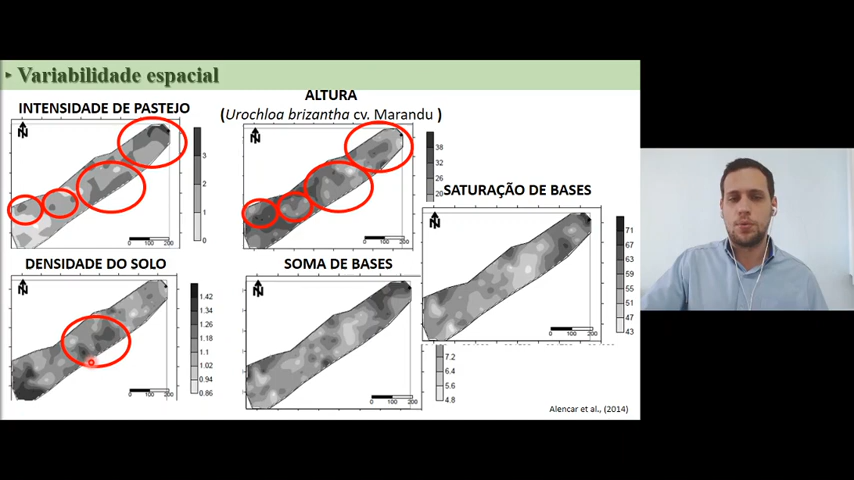 Variabilidade espacial
INTENSIDADE DE PASTEJO
N
3
2
1
0
0 100 200
ALTURA
(Urochloa brizantha cv. Marandu )
N
38
32
26
20
0 100 200
SATURAÇÃO DE BASES
N
71
67
63
59
55
51
47
43
0 100 200
DENSIDADE DO SOLO
N
1.42
1.34
1.26
1.18
1.1
1.02
0.94
0.86
0 100 200
SOMA DE BASES
N
7.2
6.4
5.6
4.8
0 100 200
Alencar et al., (2014)